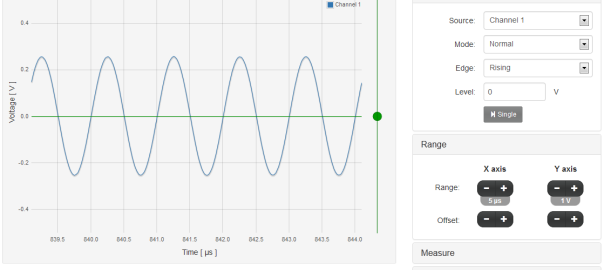 Channel 1
0.4
0.2
0.0
-0.2
-0.4
Voltage [ V ]
839.5 840.0 840.5 841.0 841.5 842.0 842.5 843.0 843.5 844.0
Time [ µs ]
Source: Channel 1
Mode: Normal
Edge: Rising
Level: 0 V
Single
Range
X axis Y axis
Range: - + - +
5 µs 1 V
Offset: - + - +
Measure